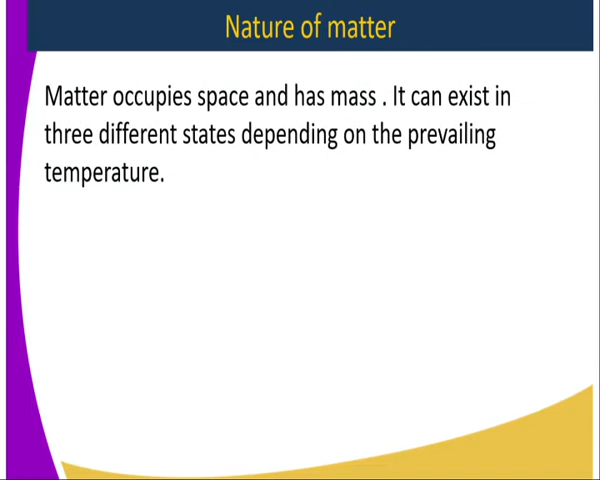 Nature of matter
Matter occupies space and has mass . It can exist in
three different states depending on the prevailing
temperature.